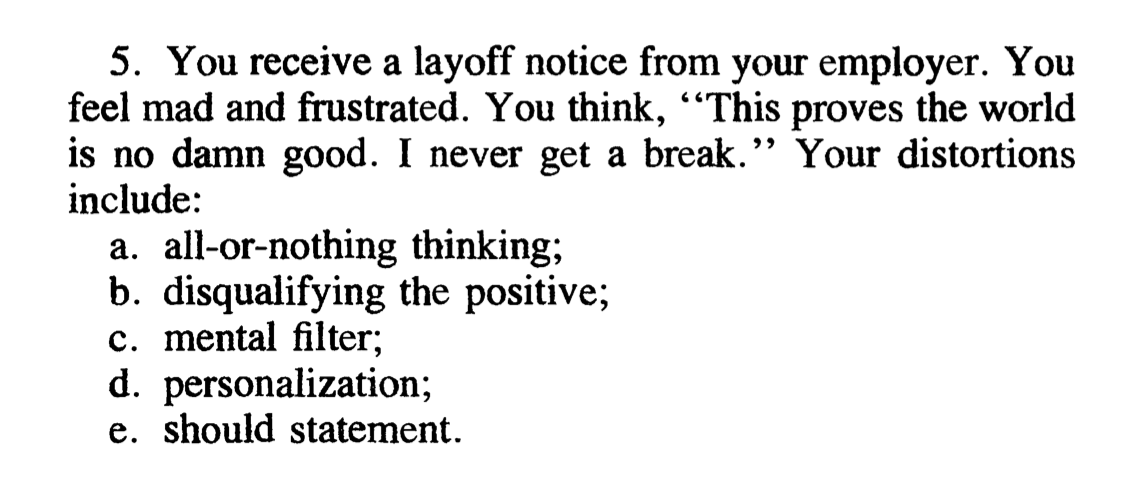 5. You receive a layoff notice from your employer. You
feel mad and frustrated. You think, ‘‘This proves the world
is no damn good. I never get a break.’’ Your distortions
include:
a. all-or-nothing thinking;
b. disqualifying the positive;
c. mental filter;
d. personalization;
e. should statement.